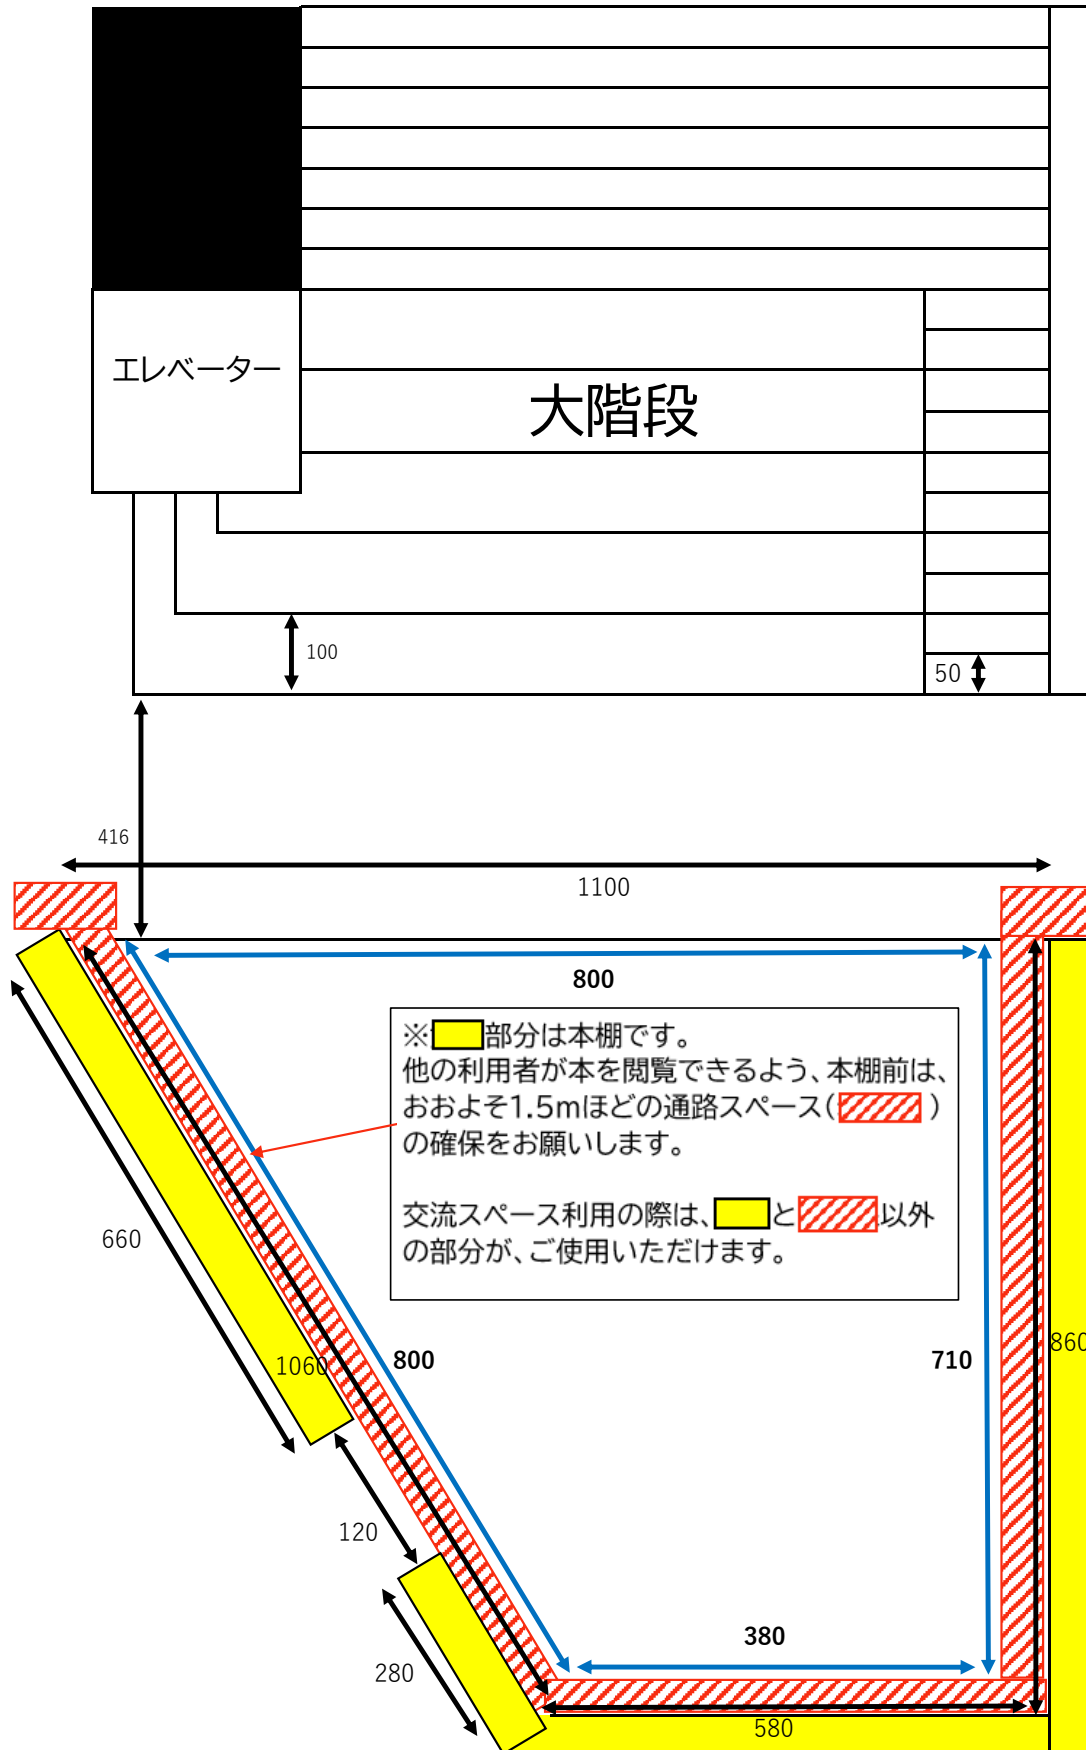 エレベーター
大階段
100
50
416
1100
800
※部分は本棚です。
他の利用者が本を閲覧できるよう、本棚前は、
おおよそ1.5mほどの通路スペース( )
の確保をお願いします。
交流スペース利用の際は、と以外
の部分が、ご使用いただけます。
660
1060
800
710
860
120
380
280
580